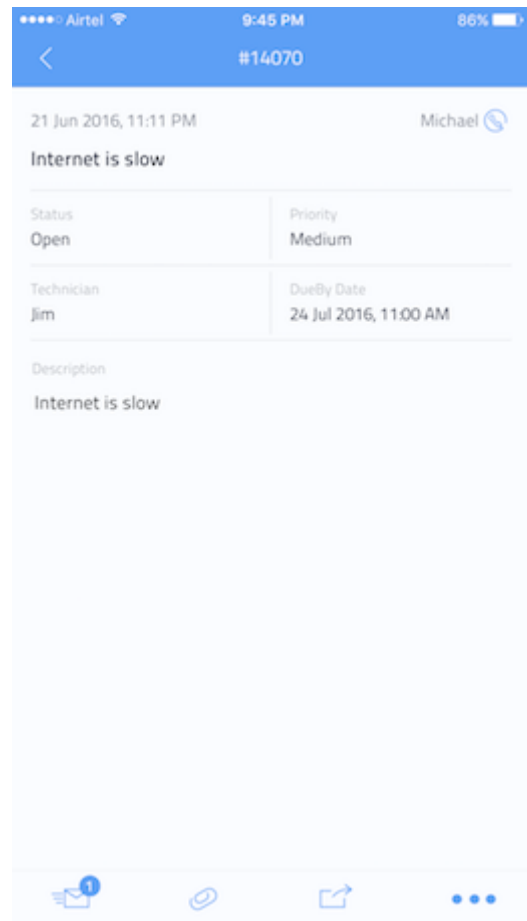 Airtel 9:45 PM 86%
#14070
21 Jun 2016, 11:11 PM Michael
Internet is slow
Status Priority
Open Medium
Technician DueBy Date
Jim 24 Jul 2016, 11:00 AM
Description
Internet is slow
1